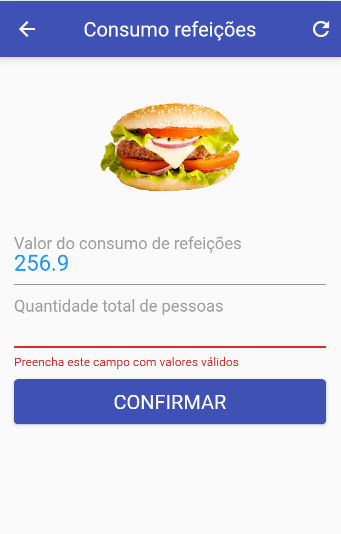 Consumo refeições
Valor do consumo de refeições
256.9
Quantidade total de pessoas
Preencha este campo com valores válidos
CONFIRMAR